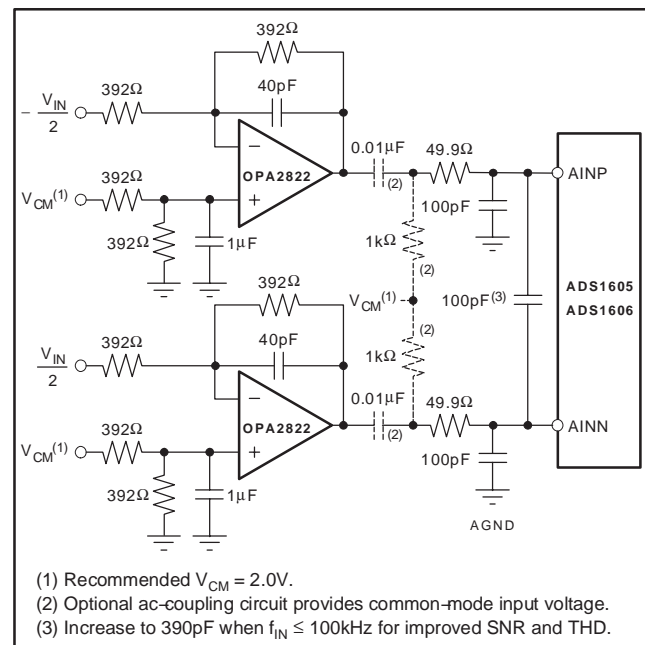 392Ω
40pF
392Ω
− V_IN/2
392Ω
V_CM(1)
392Ω
1μF
−
+
OPA2822
0.01μF
(2)
49.9Ω
AINP
100pF
1kΩ
(2)
V_CM(1)
100pF(3)
ADS1605
ADS1606
(2)
1kΩ
392Ω
40pF
392Ω
V_IN/2
392Ω
V_CM(1)
392Ω
1μF
−
+
OPA2822
0.01μF
(2)
49.9Ω
AINN
100pF
AGND
(1) Recommended V_CM = 2.0V.
(2) Optional ac−coupling circuit provides common−mode input voltage.
(3) Increase to 390pF when f_IN ≤ 100kHz for improved SNR and THD.